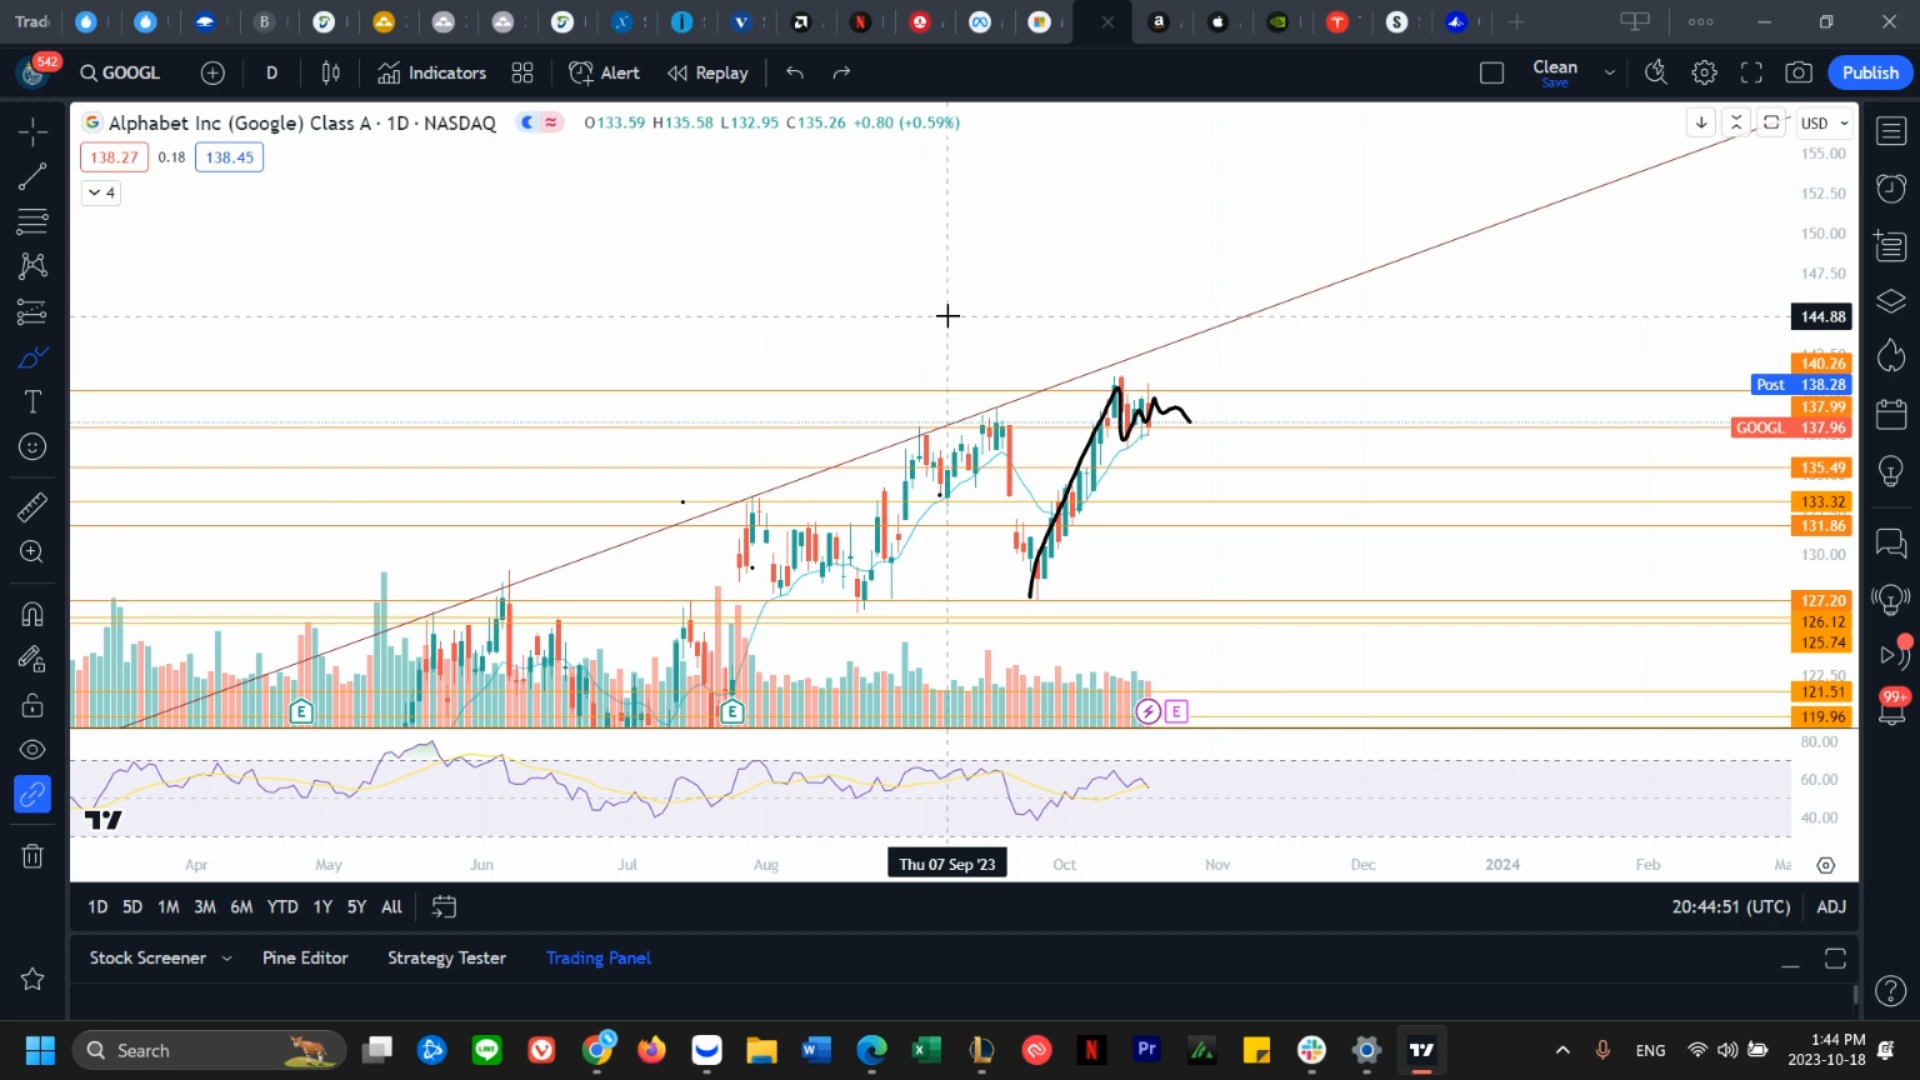 Trad
B
542
GOOGL
D
Indicators
Alert
Replay
Clean
Save
Publish
Alphabet Inc (Google) Class A · 1D · NASDAQ
O133.59 H135.58 L132.95 C135.26 +0.80 (+0.59%)
USD
138.27
0.18
138.45
4
155.00
152.50
150.00
147.50
144.88
140.26
Post 138.28
137.99
GOOGL 137.96
135.49
133.32
131.86
130.00
127.20
126.12
125.74
122.50
121.51
119.96
E
E
E
80.00
60.00
40.00
99+
Apr
May
Jun
Jul
Aug
Thu 07 Sep '23
Oct
Nov
Dec
2024
Feb
Ma
1D 5D 1M 3M 6M YTD 1Y 5Y All
20:44:51 (UTC)
ADJ
Stock Screener
Pine Editor
Strategy Tester
Trading Panel
Search
LINE
Pr
ENG
1:44 PM
2023-10-18